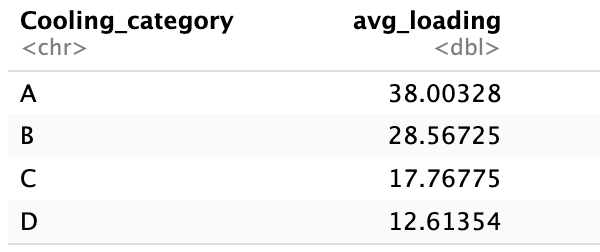 Cooling_category avg_loading
<chr> <dbl>
A 38.00328
B 28.56725
C 17.76775
D 12.61354